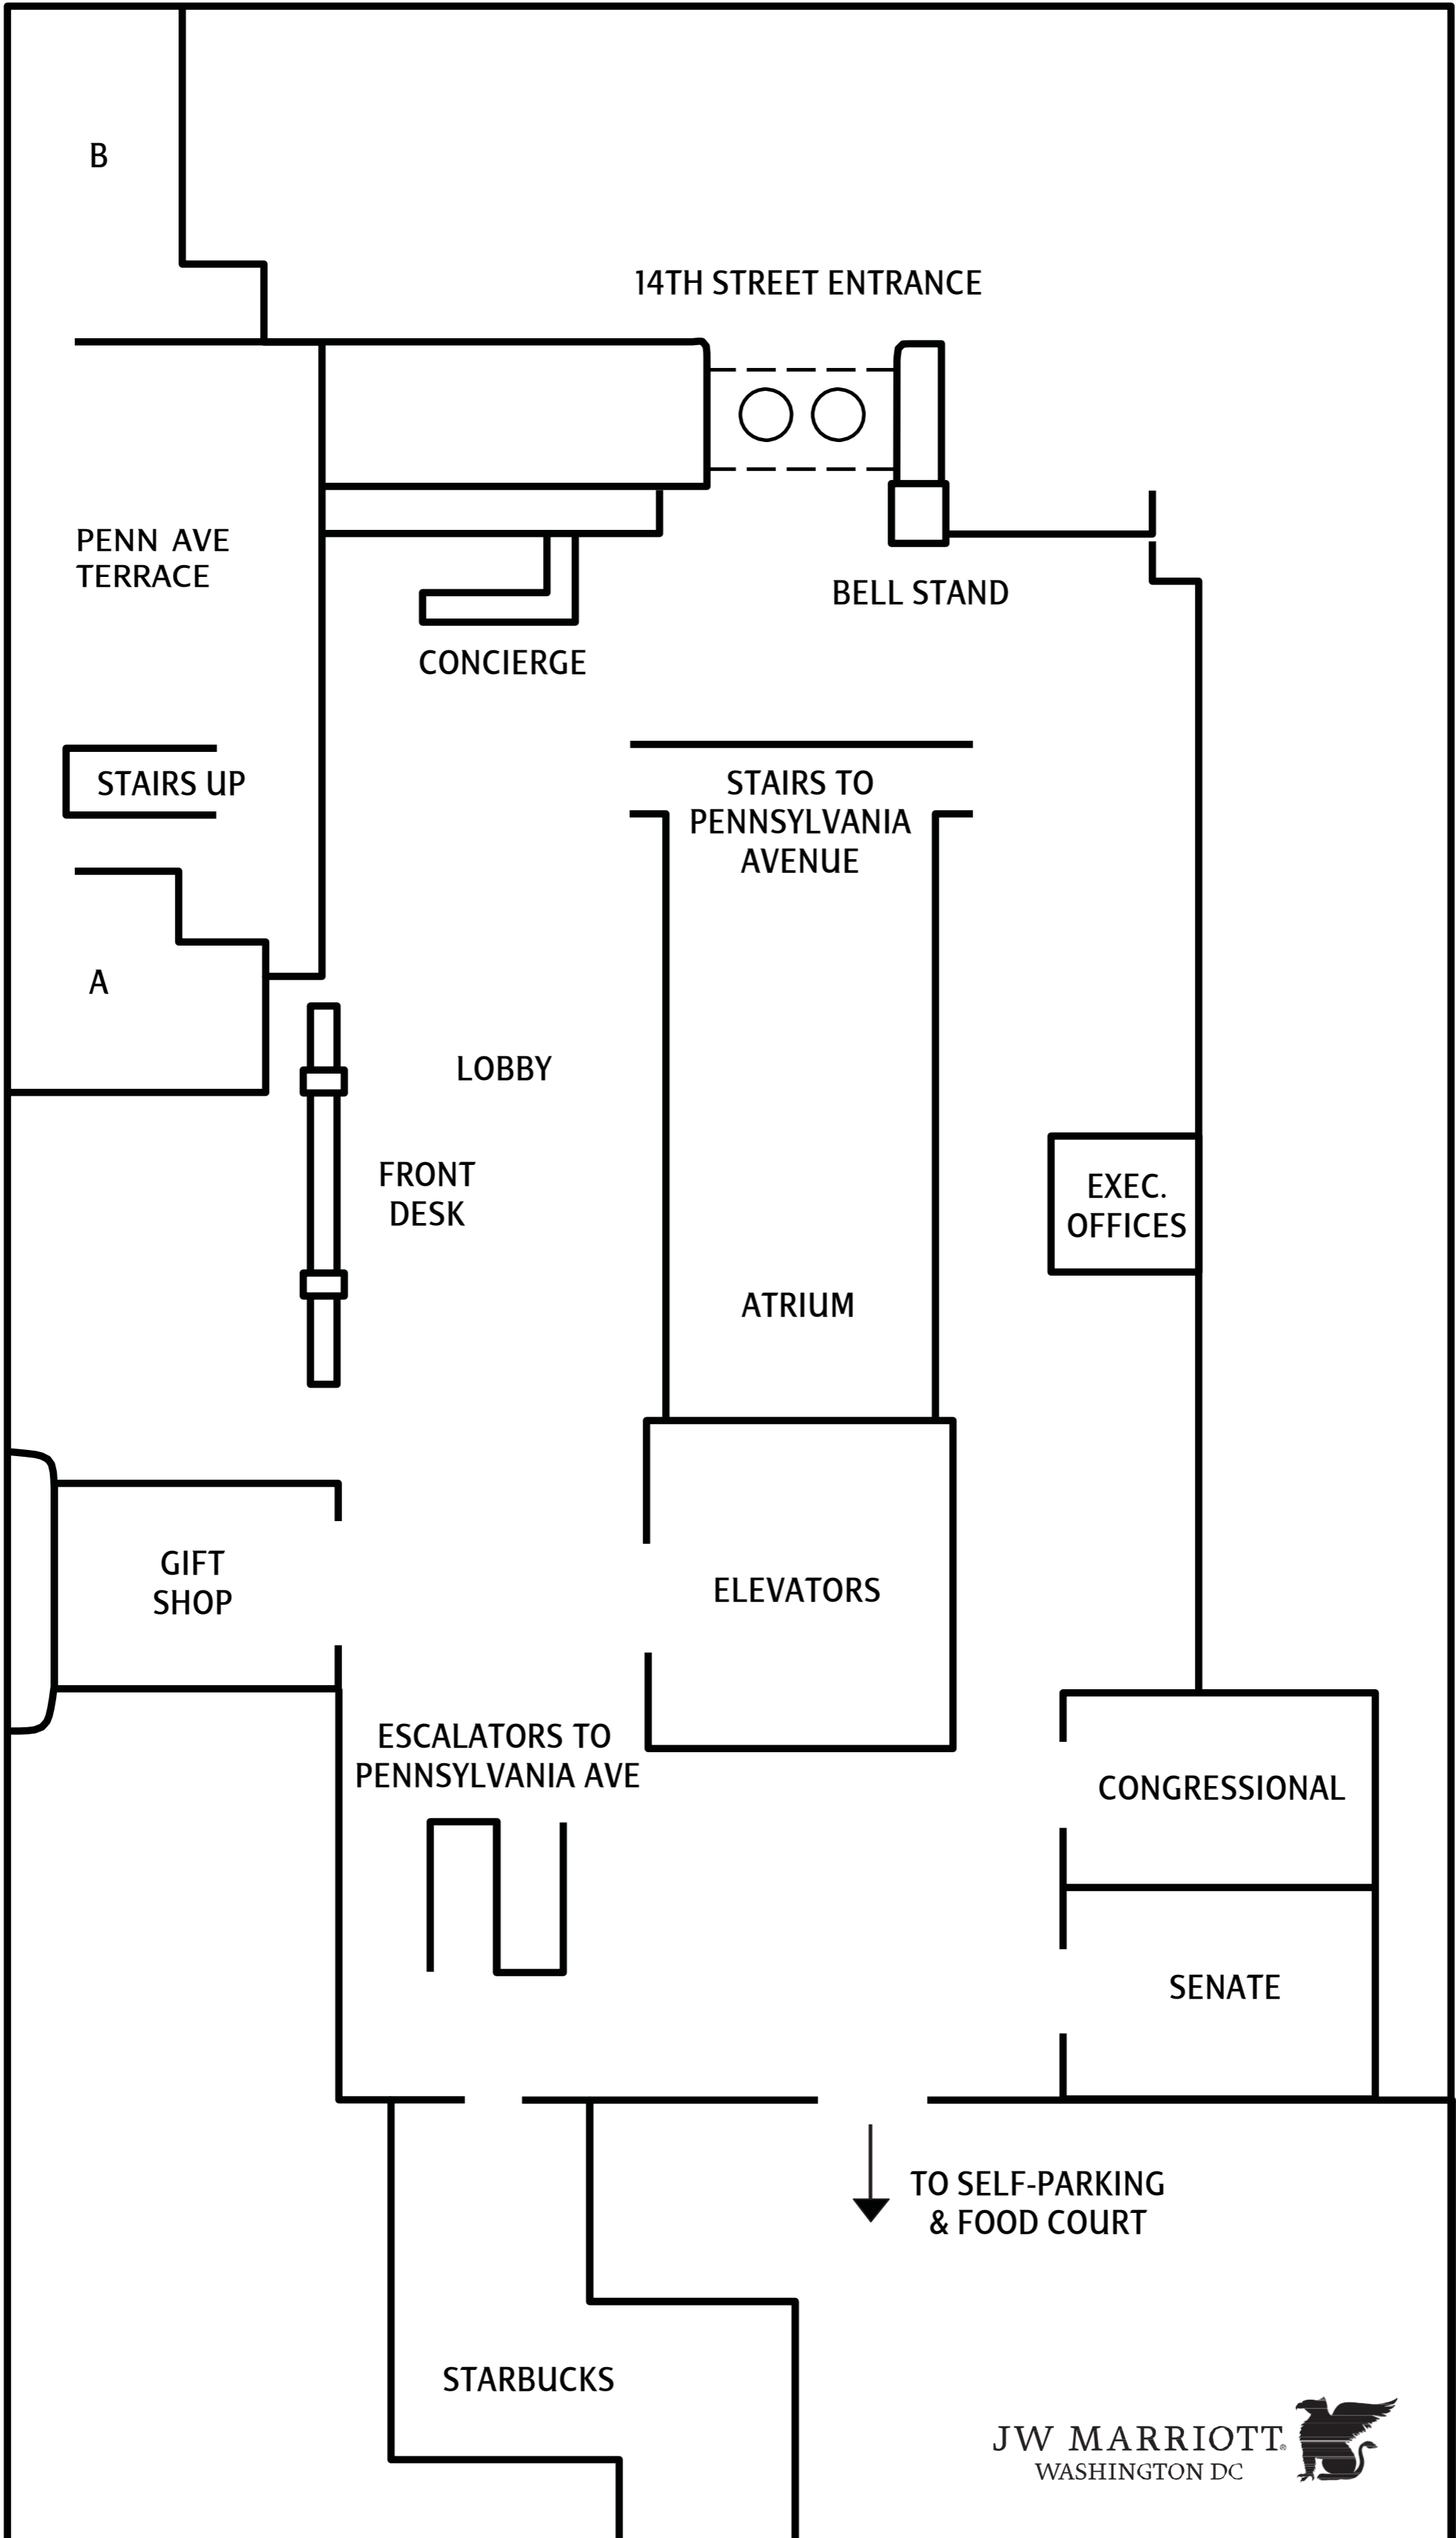 B
14TH STREET ENTRANCE
PENN AVE
TERRACE
BELL STAND
CONCIERGE
STAIRS UP
STAIRS TO
PENNSYLVANIA
AVENUE
A
LOBBY
FRONT
DESK
EXEC.
OFFICES
ATRIUM
GIFT
SHOP
ELEVATORS
ESCALATORS TO
PENNSYLVANIA AVE
CONGRESSIONAL
SENATE
TO SELF-PARKING
& FOOD COURT
STARBUCKS
JW MARRIOTT®
WASHINGTON DC